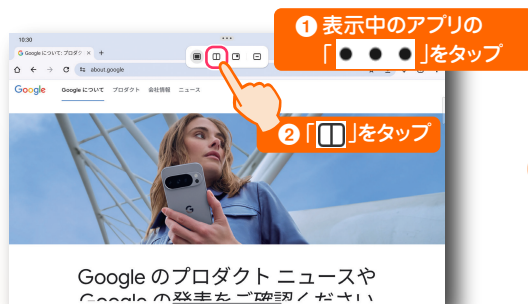 ❶ 表示中のアプリの
「● ● ●」をタップ
10:30
Google について: プロダク × +
about.google
Google Google について プロダクト 会社情報 ニュース
❷「」をタップ
Google のプロダクト ニュースや
Google の発表をご確認ください